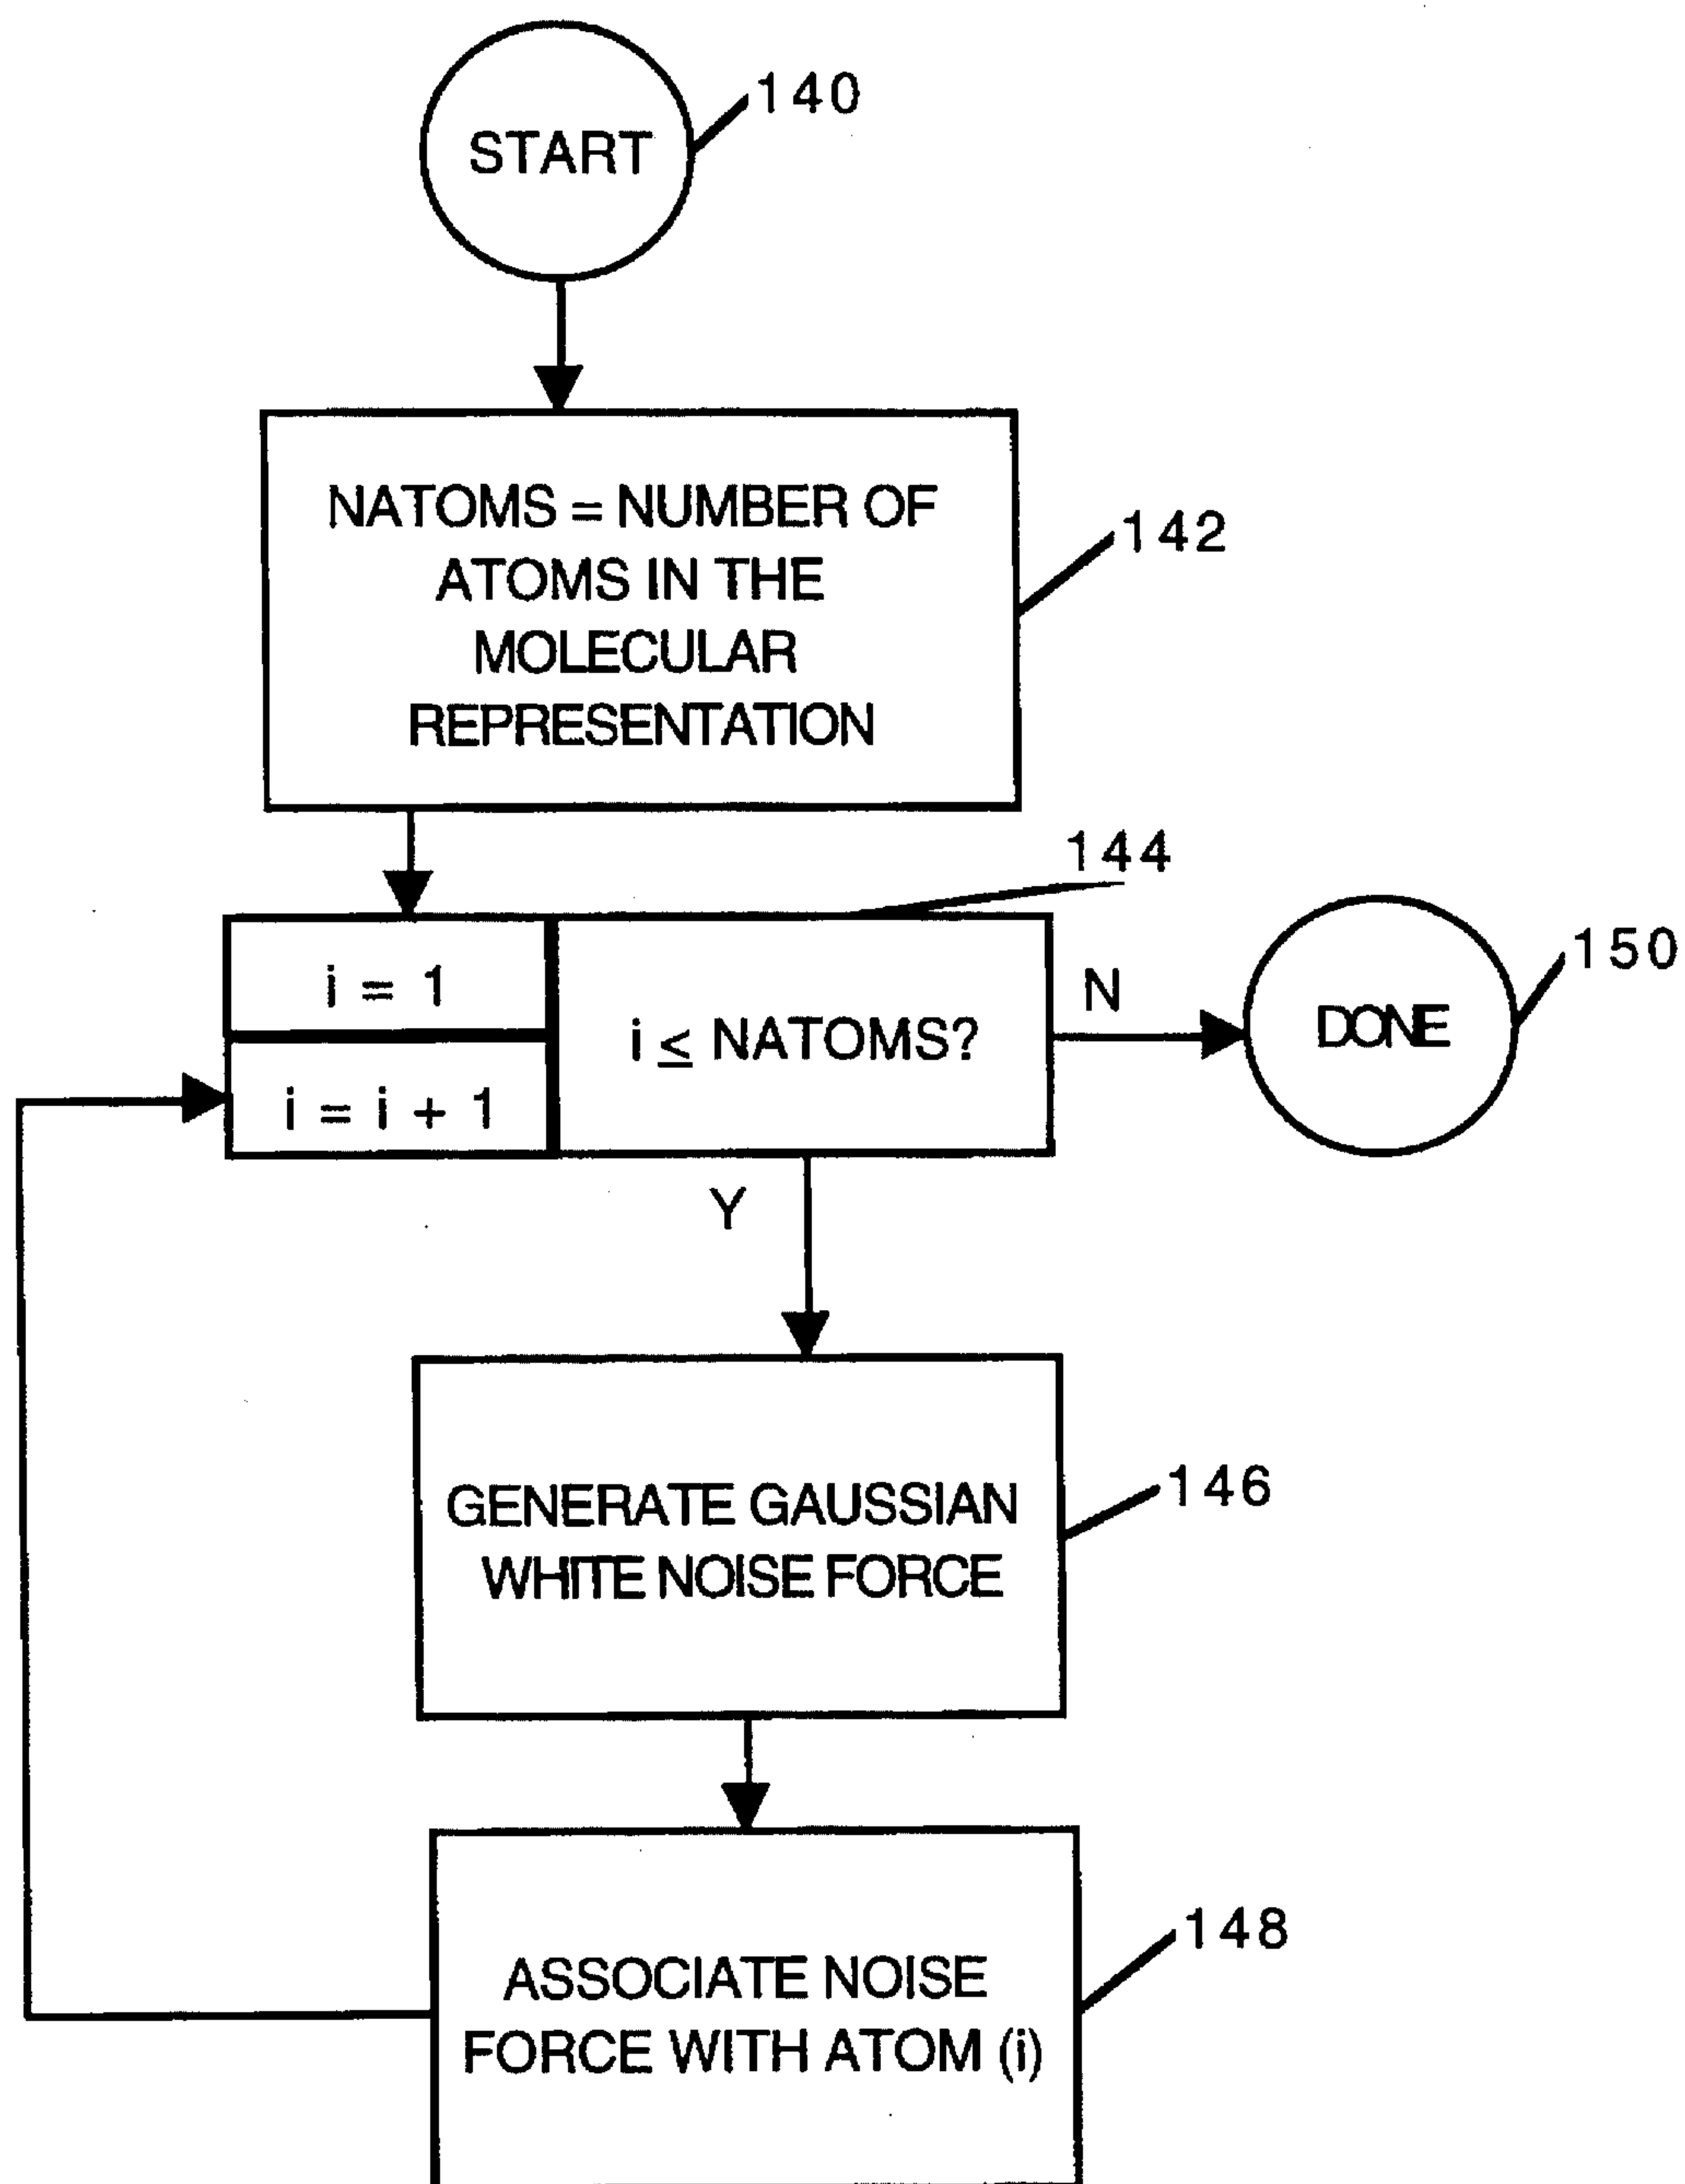 140
START
NATOMS = NUMBER OF
ATOMS IN THE
MOLECULAR
REPRESENTATION
142
144
i = 1
i = i + 1
i ≤ NATOMS?
N
DONE
150
Y
GENERATE GAUSSIAN
WHITE NOISE FORCE
146
ASSOCIATE NOISE
FORCE WITH ATOM (i)
148